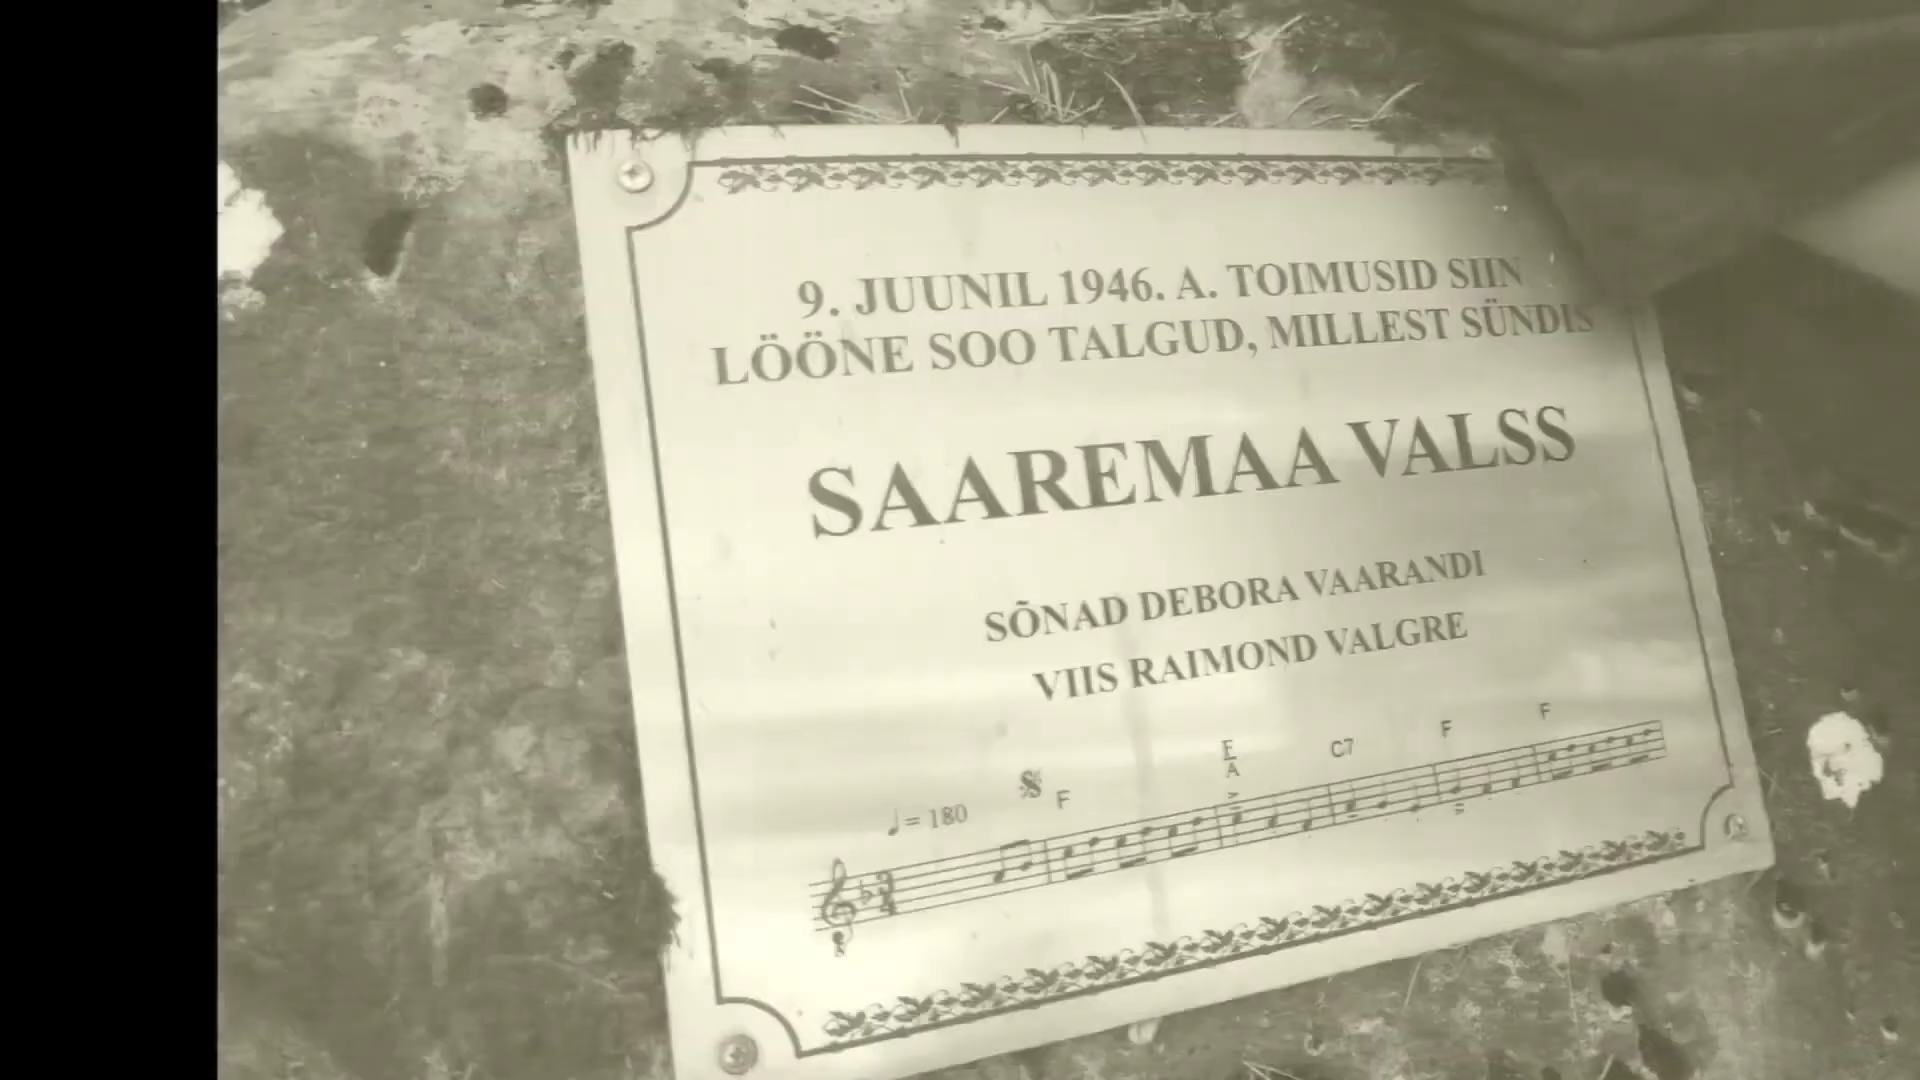 9. JUUNIL 1946. A. TOIMUSID SIIN
LÖÖNE SOO TALGUD, MILLEST SÜNDIS
SAAREMAA VALSS
SÕNAD DEBORA VAARANDI
VIIS RAIMOND VALGRE
♩= 180 F E A C7 F F